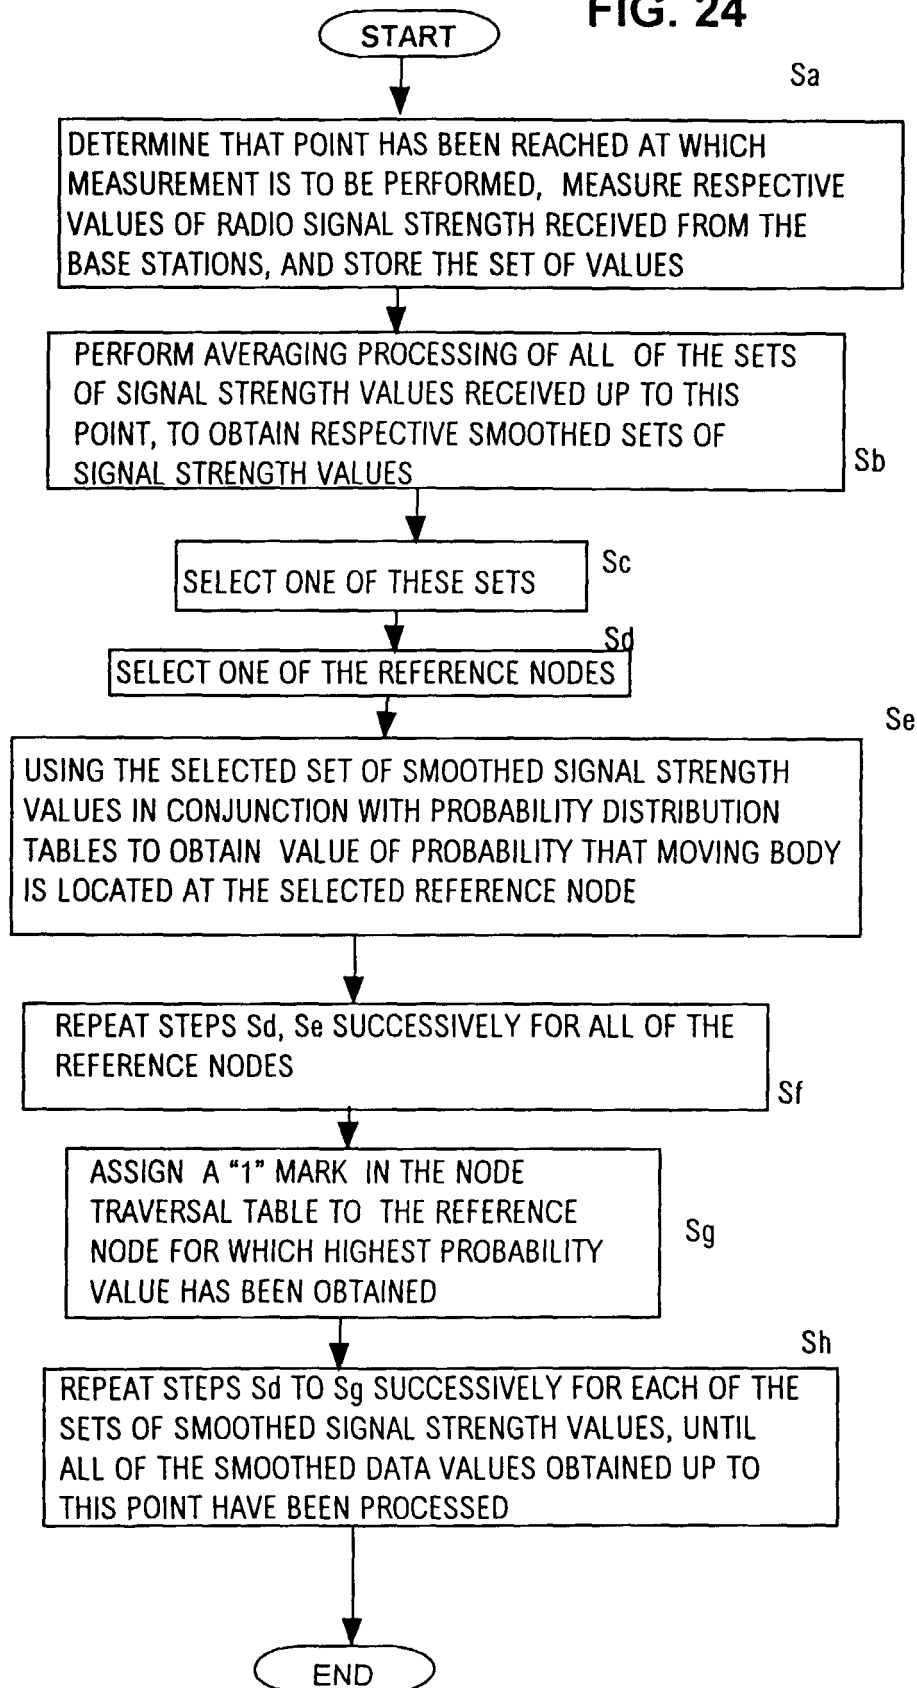 FIG. 24
START
Sa
DETERMINE THAT POINT HAS BEEN REACHED AT WHICH
MEASUREMENT IS TO BE PERFORMED, MEASURE RESPECTIVE
VALUES OF RADIO SIGNAL STRENGTH RECEIVED FROM THE
BASE STATIONS, AND STORE THE SET OF VALUES
PERFORM AVERAGING PROCESSING OF ALL OF THE SETS
OF SIGNAL STRENGTH VALUES RECEIVED UP TO THIS
POINT, TO OBTAIN RESPECTIVE SMOOTHED SETS OF
SIGNAL STRENGTH VALUES
Sb
Sc
SELECT ONE OF THESE SETS
Sd
SELECT ONE OF THE REFERENCE NODES
Se
USING THE SELECTED SET OF SMOOTHED SIGNAL STRENGTH
VALUES IN CONJUNCTION WITH PROBABILITY DISTRIBUTION
TABLES TO OBTAIN VALUE OF PROBABILITY THAT MOVING BODY
IS LOCATED AT THE SELECTED REFERENCE NODE
REPEAT STEPS Sd, Se SUCCESSIVELY FOR ALL OF THE
REFERENCE NODES
Sf
ASSIGN A “1” MARK IN THE NODE
TRAVERSAL TABLE TO THE REFERENCE
NODE FOR WHICH HIGHEST PROBABILITY
VALUE HAS BEEN OBTAINED
Sg
Sh
REPEAT STEPS Sd TO Sg SUCCESSIVELY FOR EACH OF THE
SETS OF SMOOTHED SIGNAL STRENGTH VALUES, UNTIL
ALL OF THE SMOOTHED DATA VALUES OBTAINED UP TO
THIS POINT HAVE BEEN PROCESSED
END